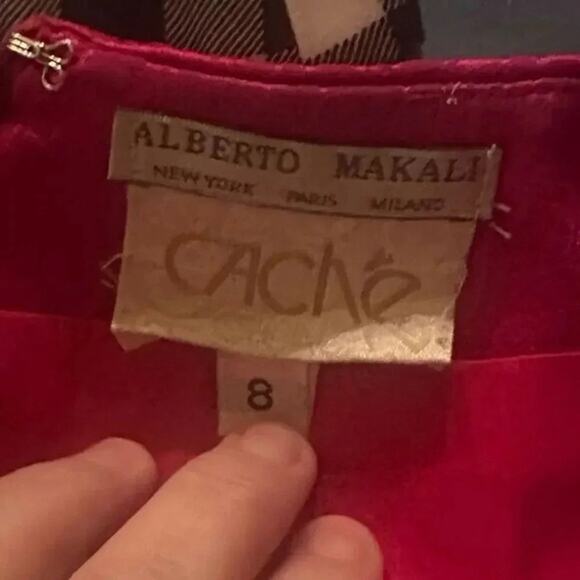 ALBERTO MAKALI
NEW YORK PARIS MILANO
CAChé
8